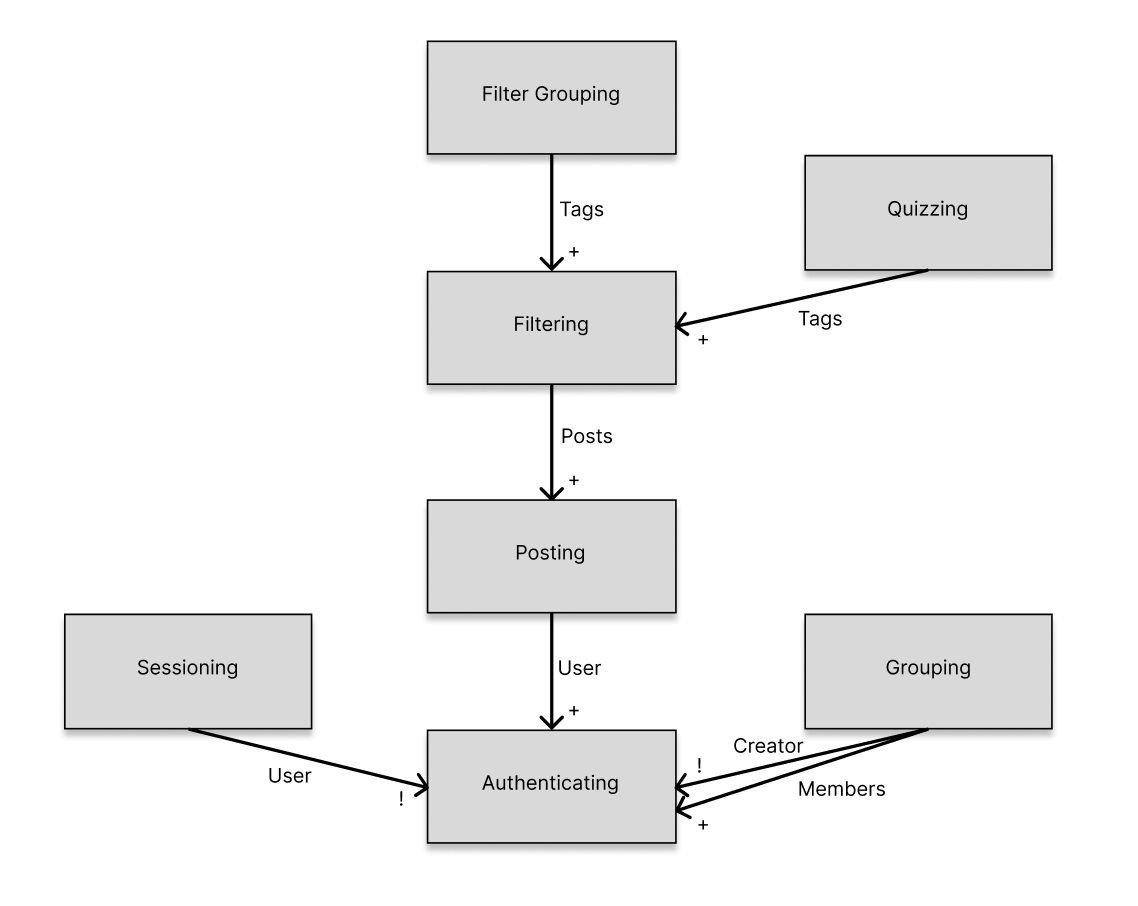 Filter Grouping
Tags
+
Quizzing
Filtering
Tags
+
Posts
+
Posting
User
+
Sessioning
Grouping
User
!
Authenticating
Creator
!
Members
+